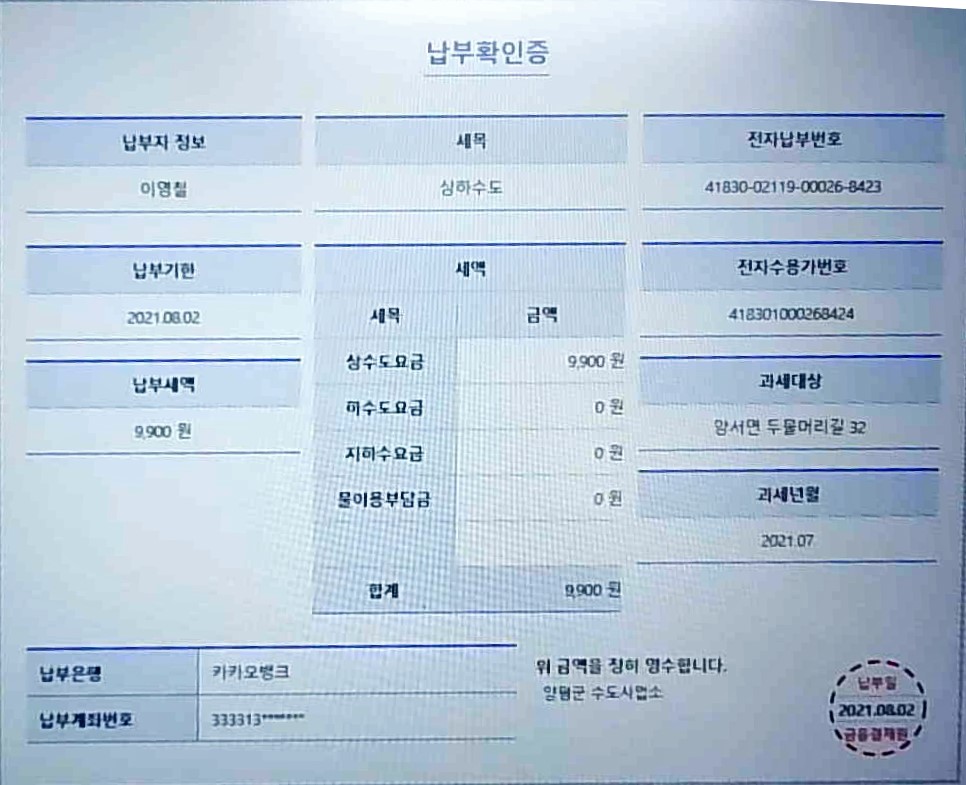 납부확인증
납부자 정보
이영철
세목
상하수도
전자납부번호
41830-02119-00026-8423
납부기한
2021.08.02
납부세액
9,900 원
세액
세목 금액
상수도요금 9,900 원
하수도요금 0 원
지하수요금 0 원
물이용부담금 0 원
합계 9,900 원
전자수용가번호
418301000268424
과세대상
양서면 두물머리길 32
과세년월
2021.07
납부은행 카카오뱅크
납부계좌번호 333313*******
위 금액을 정히 영수합니다.
양평군 수도사업소
납부일
2021.08.02
금융결제원